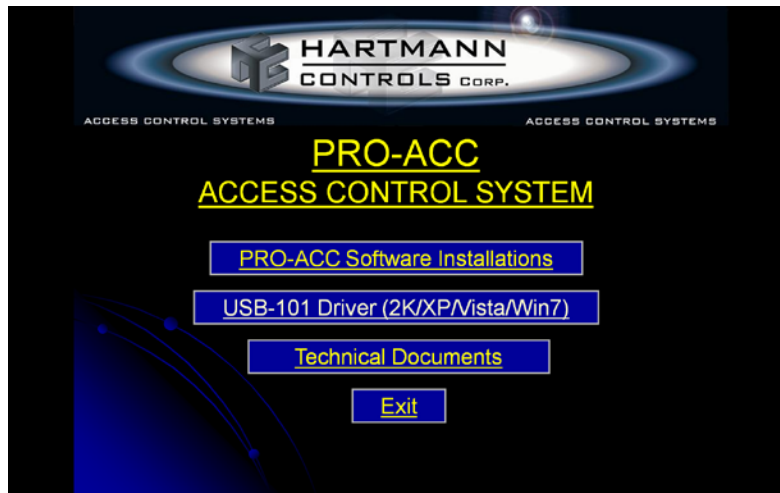 HARTMANN
CONTROLS CORP.
ACCESS CONTROL SYSTEMS
ACCESS CONTROL SYSTEMS
PRO-ACC
ACCESS CONTROL SYSTEM
PRO-ACC Software Installations
USB-101 Driver (2K/XP/Vista/Win7)
Technical Documents
Exit